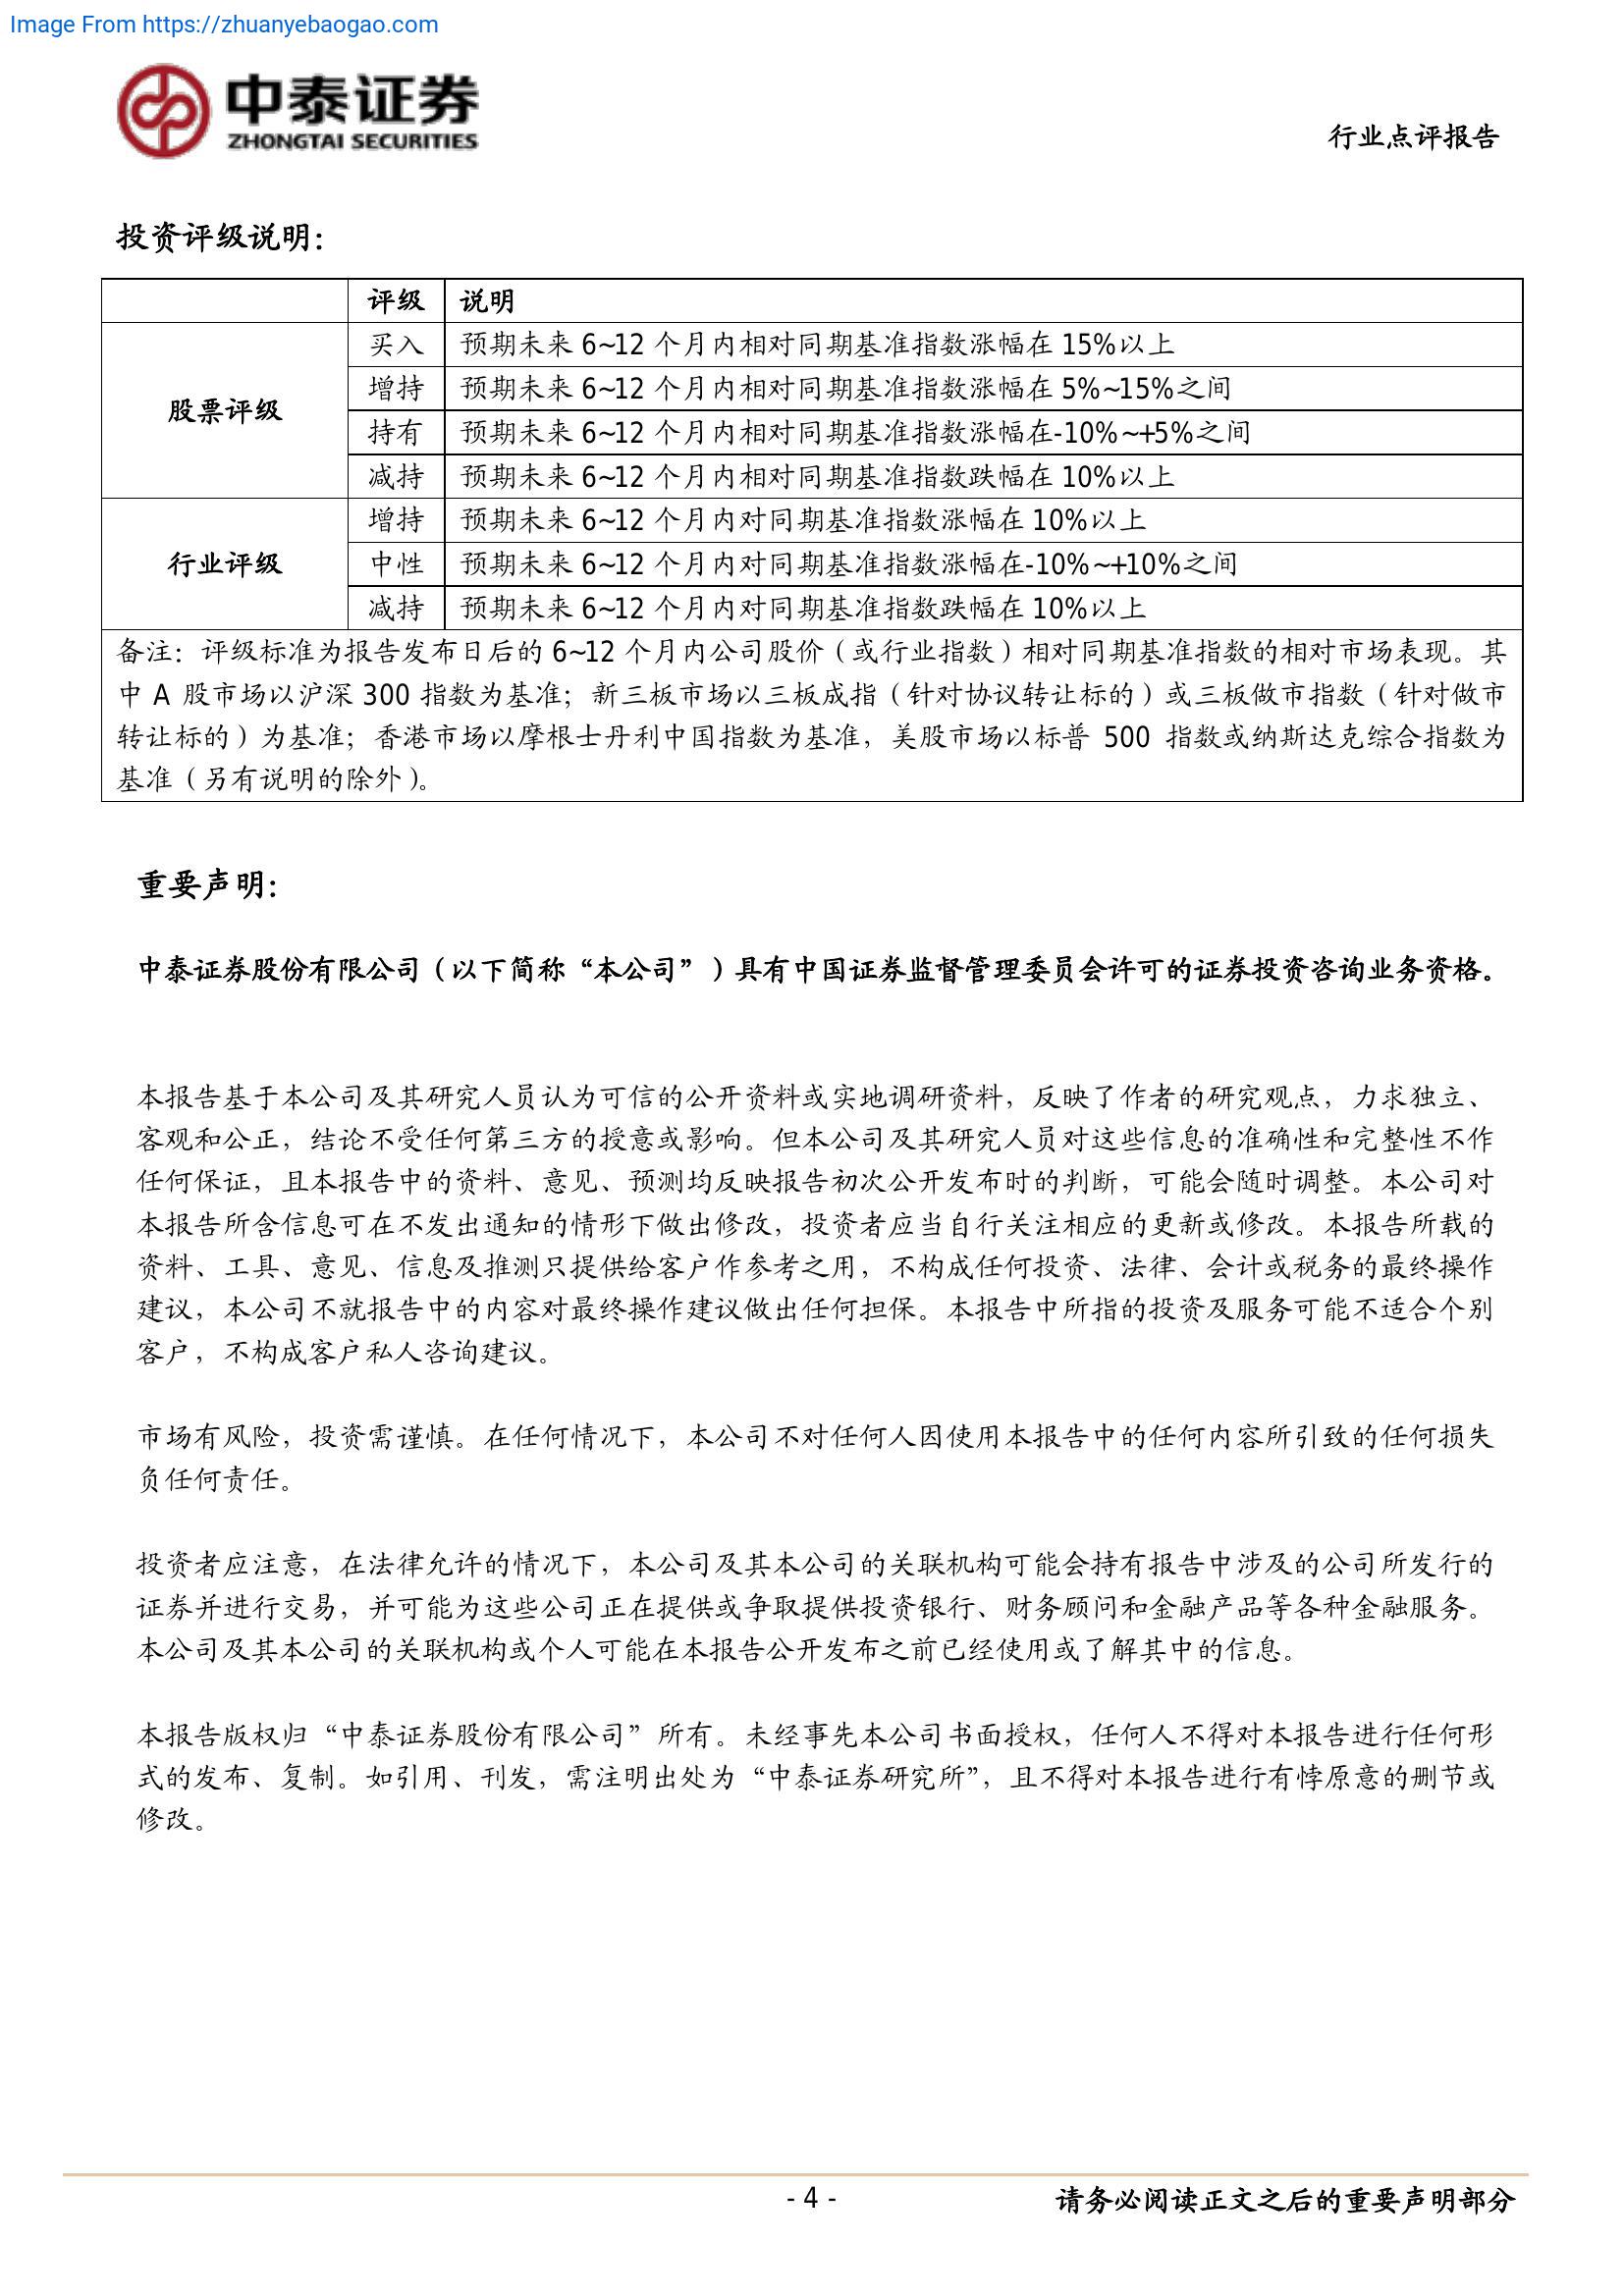 Image From https://zhuanyebaogao.com
中泰证券
ZHONGTAI SECURITIES
行业点评报告
投资评级说明：
评级 说明
股票评级
买入 预期未来 6~12 个月内相对同期基准指数涨幅在 15%以上
增持 预期未来 6~12 个月内相对同期基准指数涨幅在 5%~15%之间
持有 预期未来 6~12 个月内相对同期基准指数涨幅在-10%~+5%之间
减持 预期未来 6~12 个月内相对同期基准指数跌幅在 10%以上
行业评级
增持 预期未来 6~12 个月内对同期基准指数涨幅在 10%以上
中性 预期未来 6~12 个月内对同期基准指数涨幅在-10%~+10%之间
减持 预期未来 6~12 个月内对同期基准指数跌幅在 10%以上
备注：评级标准为报告发布日后的 6~12 个月内公司股价（或行业指数）相对同期基准指数的相对市场表现。其
中 A 股市场以沪深 300 指数为基准；新三板市场以三板成指（针对协议转让标的）或三板做市指数（针对做市
转让标的）为基准；香港市场以摩根士丹利中国指数为基准，美股市场以标普 500 指数或纳斯达克综合指数为
基准（另有说明的除外）。
重要声明：
中泰证券股份有限公司（以下简称“本公司”）具有中国证券监督管理委员会许可的证券投资咨询业务资格。
本报告基于本公司及其研究人员认为可信的公开资料或实地调研资料，反映了作者的研究观点，力求独立、
客观和公正，结论不受任何第三方的授意或影响。但本公司及其研究人员对这些信息的准确性和完整性不作
任何保证，且本报告中的资料、意见、预测均反映报告初次公开发布时的判断，可能会随时调整。本公司对
本报告所含信息可在不发出通知的情形下做出修改，投资者应当自行关注相应的更新或修改。本报告所载的
资料、工具、意见、信息及推测只提供给客户作参考之用，不构成任何投资、法律、会计或税务的最终操作
建议，本公司不就报告中的内容对最终操作建议做出任何担保。本报告中所指的投资及服务可能不适合个别
客户，不构成客户私人咨询建议。
市场有风险，投资需谨慎。在任何情况下，本公司不对任何人因使用本报告中的任何内容所引致的任何损失
负任何责任。
投资者应注意，在法律允许的情况下，本公司及其本公司的关联机构可能会持有报告中涉及的公司所发行的
证券并进行交易，并可能为这些公司正在提供或争取提供投资银行、财务顾问和金融产品等各种金融服务。
本公司及其本公司的关联机构或个人可能在本报告公开发布之前已经使用或了解其中的信息。
本报告版权归“中泰证券股份有限公司”所有。未经事先本公司书面授权，任何人不得对本报告进行任何形
式的发布、复制。如引用、刊发，需注明出处为“中泰证券研究所”，且不得对本报告进行有悖原意的删节或
修改。
- 4 -
请务必阅读正文之后的重要声明部分